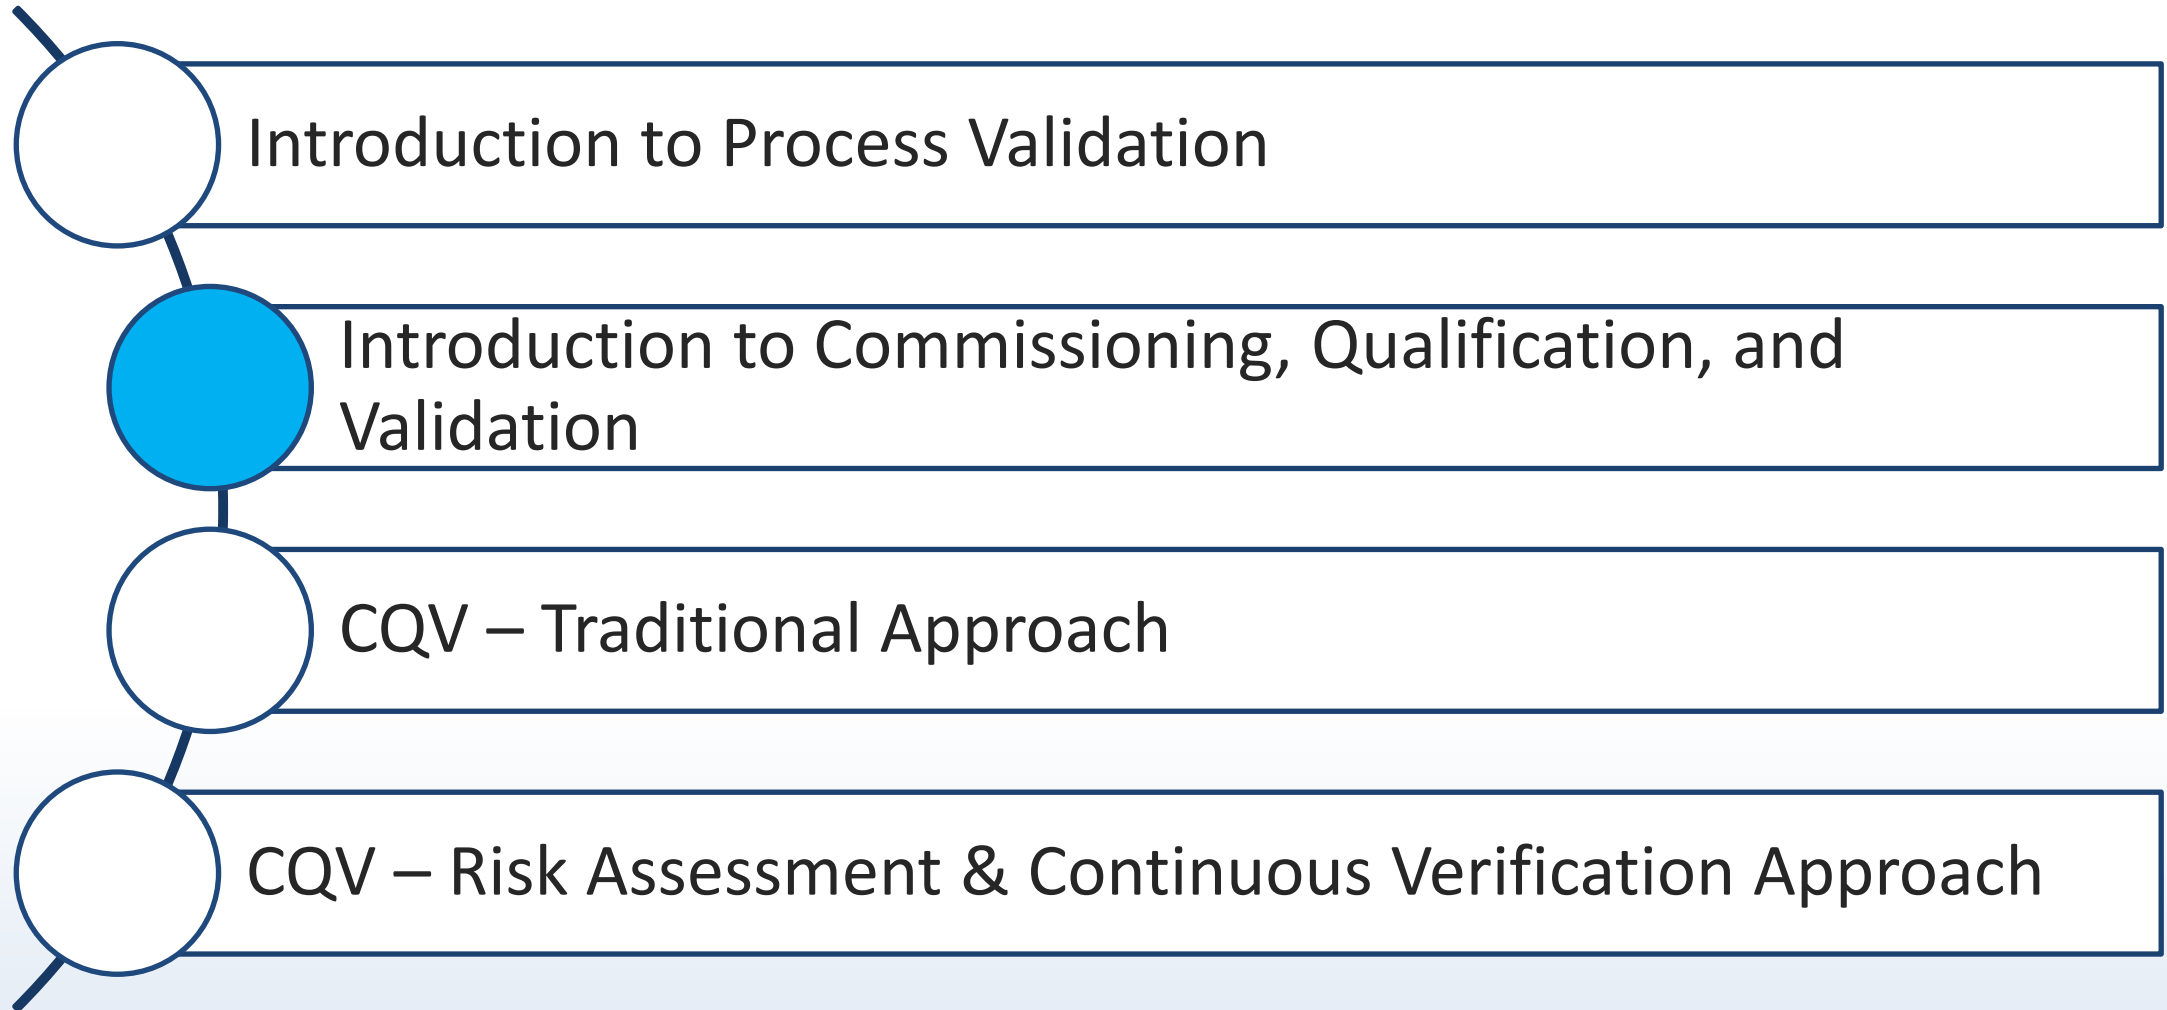 Introduction to Process Validation
Introduction to Commissioning, Qualification, and
Validation
CQV – Traditional Approach
CQV – Risk Assessment & Continuous Verification Approach